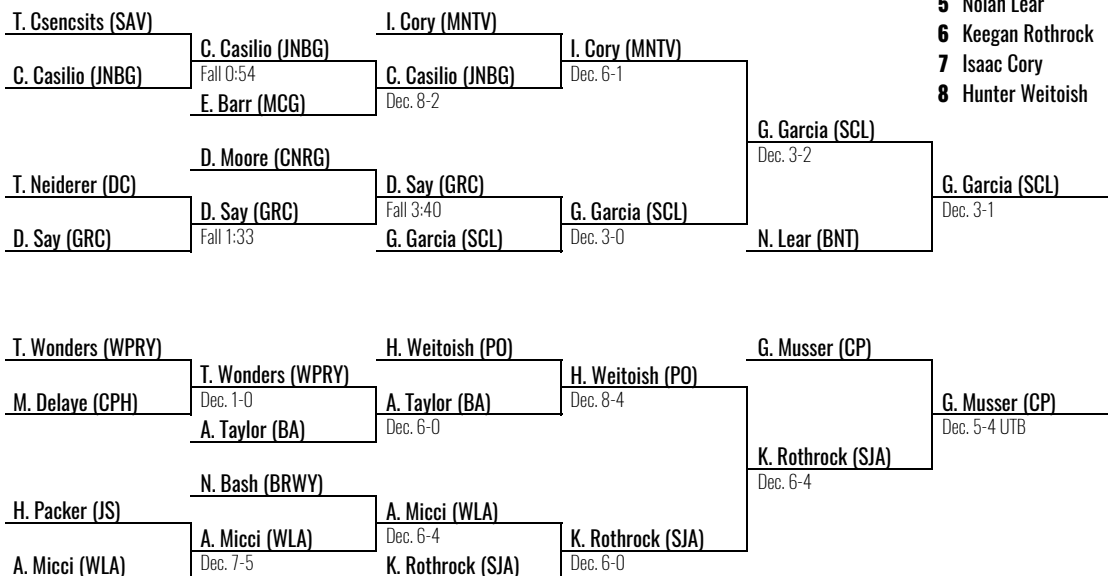 5 Nolan Lear
T. Csencsits (SAV)
I. Cory (MNTV)
6 Keegan Rothrock
C. Casilio (JNBG)
I. Cory (MNTV)
7 Isaac Cory
C. Casilio (JNBG)
Fall 0:54
C. Casilio (JNBG)
Dec. 6-1
8 Hunter Weitoish
E. Barr (MCG)
Dec. 8-2
G. Garcia (SCL)
D. Moore (CNRG)
Dec. 3-2
T. Neiderer (DC)
D. Say (GRC)
G. Garcia (SCL)
D. Say (GRC)
Fall 3:40
G. Garcia (SCL)
Dec. 3-1
D. Say (GRC)
Fall 1:33
G. Garcia (SCL)
Dec. 3-0
N. Lear (BNT)
T. Wonders (WPRY)
H. Weitoish (PO)
G. Musser (CP)
T. Wonders (WPRY)
H. Weitoish (PO)
M. Delaye (CPH)
Dec. 1-0
A. Taylor (BA)
Dec. 8-4
G. Musser (CP)
A. Taylor (BA)
Dec. 6-0
Dec. 5-4 UTB
K. Rothrock (SJA)
N. Bash (BRWY)
Dec. 6-4
H. Packer (JS)
A. Micci (WLA)
A. Micci (WLA)
Dec. 6-4
K. Rothrock (SJA)
A. Micci (WLA)
Dec. 7-5
K. Rothrock (SJA)
Dec. 6-0